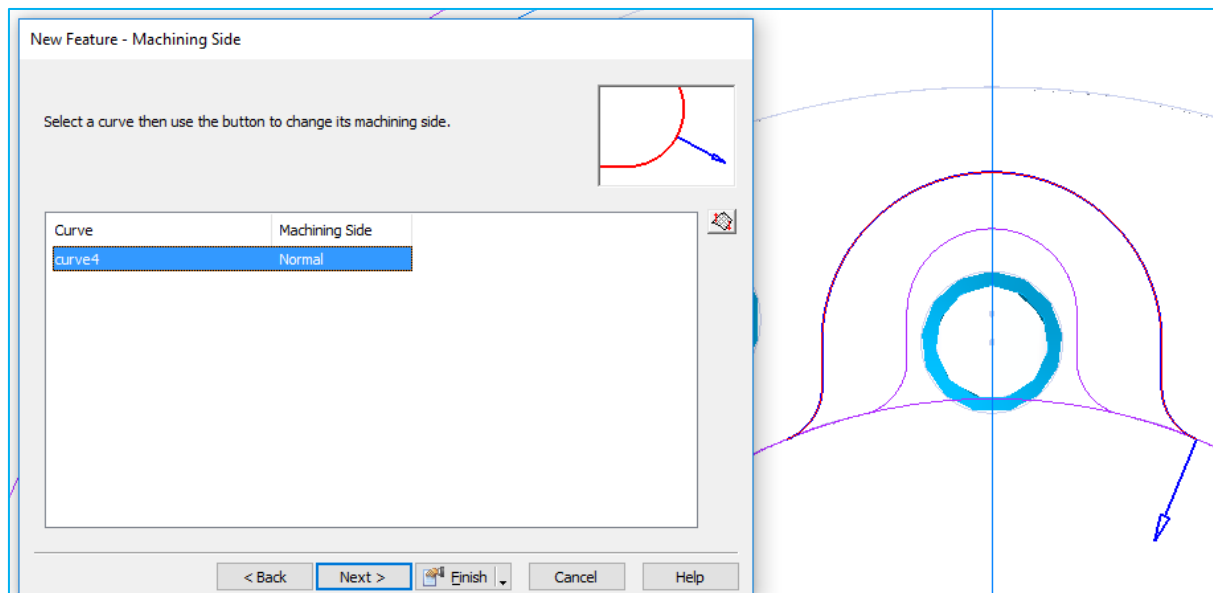 New Feature - Machining Side
Select a curve then use the button to change its machining side.
Curve Machining Side
curve4 Normal
< Back Next > Finish Cancel Help